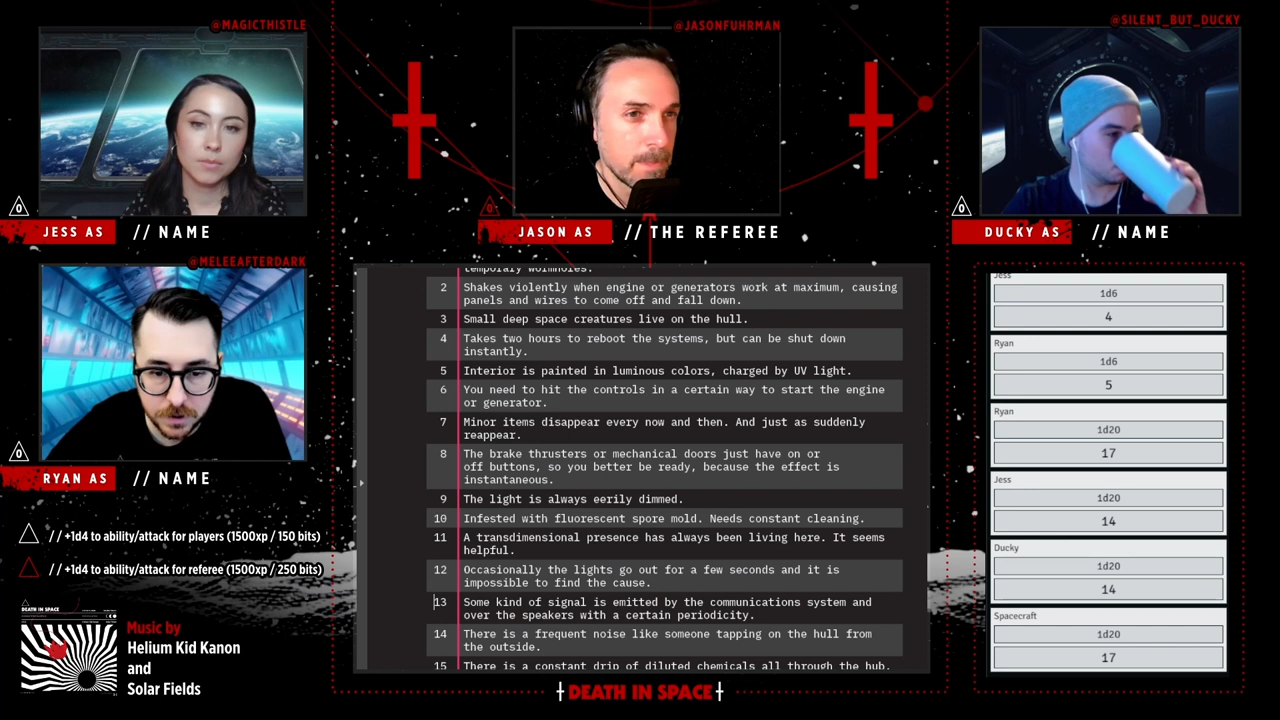 @MAGICTHISTLE
@JASONFUHRMAN
@SILENT_BUT_DUCKY
0
0
0
JESS AS // NAME
JASON AS // THE REFEREE
DUCKY AS // NAME
@MELEEAFTERDARK
0
RYAN AS // NAME
// +1d4 to ability/attack for players (1500xp / 150 bits)
// +1d4 to ability/attack for referee (1500xp / 250 bits)
DEATH IN SPACE
Music by
Helium Kid Kanon
and
Solar Fields
temporary wormholes.
2 Shakes violently when engine or generators work at maximum, causing
panels and wires to come off and fall down.
3 Small deep space creatures live on the hull.
4 Takes two hours to reboot the systems, but can be shut down
instantly.
5 Interior is painted in luminous colors, charged by UV light.
6 You need to hit the controls in a certain way to start the engine
or generator.
7 Minor items disappear every now and then. And just as suddenly
reappear.
8 The brake thrusters or mechanical doors just have on or
off buttons, so you better be ready, because the effect is
instantaneous.
9 The light is always eerily dimmed.
10 Infested with fluorescent spore mold. Needs constant cleaning.
11 A transdimensional presence has always been living here. It seems
helpful.
12 Occasionally the lights go out for a few seconds and it is
impossible to find the cause.
13 Some kind of signal is emitted by the communications system and
over the speakers with a certain periodicity.
14 There is a frequent noise like someone tapping on the hull from
the outside.
15 There is a constant drip of diluted chemicals all through the hub.
Jess
1d6
4
Ryan
1d6
5
Ryan
1d20
17
Jess
1d20
14
Ducky
1d20
14
Spacecraft
1d20
17
DEATH IN SPACE